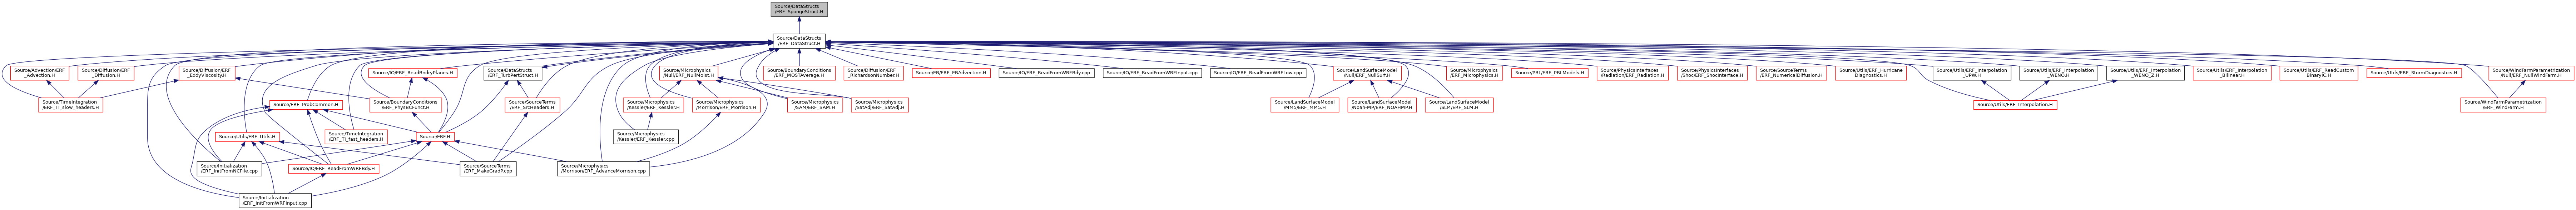 Source/DataStructs
/ERF_SpongeStruct.H
Source/DataStructs
/ERF_DataStruct.H
Source/Advection/ERF
_Advection.H
Source/Diffusion/ERF
_Diffusion.H
Source/Diffusion/ERF
_EddyViscosity.H
Source/IO/ERF_ReadBndryPlanes.H
Source/DataStructs
/ERF_TurbPertStruct.H
Source/Microphysics
/Null/ERF_NullMoist.H
Source/BoundaryConditions
/ERF_MOSTAverage.H
Source/Diffusion/ERF
_RichardsonNumber.H
Source/EB/ERF_EBAdvection.H
Source/IO/ERF_ReadFromWRFBdy.cpp
Source/IO/ERF_ReadFromWRFInput.cpp
Source/IO/ERF_ReadFromWRFLow.cpp
Source/LandSurfaceModel
/Null/ERF_NullSurf.H
Source/Microphysics
/ERF_Microphysics.H
Source/PBL/ERF_PBLModels.H
Source/PhysicsInterfaces
/Radiation/ERF_Radiation.H
Source/PhysicsInterfaces
/Shoc/ERF_ShocInterface.H
Source/SourceTerms
/ERF_NumericalDiffusion.H
Source/Utils/ERF_Hurricane
Diagnostics.H
Source/Utils/ERF_Interpolation
_UPW.H
Source/Utils/ERF_Interpolation
_WENO.H
Source/Utils/ERF_Interpolation
_WENO_Z.H
Source/Utils/ERF_Interpolation
_Bilinear.H
Source/Utils/ERF_ReadCustom
BinaryIC.H
Source/Utils/ERF_StormDiagnostics.H
Source/WindFarmParametrization
/Null/ERF_NullWindFarm.H
Source/TimeIntegration
/ERF_TI_slow_headers.H
Source/ERF_ProbCommon.H
Source/BoundaryConditions
/ERF_PhysBCFunct.H
Source/SourceTerms
/ERF_SrcHeaders.H
Source/Microphysics
/Kessler/ERF_Kessler.H
Source/Microphysics
/Morrison/ERF_Morrison.H
Source/Microphysics
/SAM/ERF_SAM.H
Source/Microphysics
/SatAdj/ERF_SatAdj.H
Source/LandSurfaceModel
/MM5/ERF_MM5.H
Source/LandSurfaceModel
/Noah-MP/ERF_NOAHMP.H
Source/LandSurfaceModel
/SLM/ERF_SLM.H
Source/Utils/ERF_Interpolation.H
Source/WindFarmParametrization
/ERF_WindFarm.H
Source/Utils/ERF_Utils.H
Source/TimeIntegration
/ERF_TI_fast_headers.H
Source/ERF.H
Source/Microphysics
/Kessler/ERF_Kessler.cpp
Source/Initialization
/ERF_InitFromNCFile.cpp
Source/IO/ERF_ReadFromWRFBdy.H
Source/SourceTerms
/ERF_MakeGradP.cpp
Source/Microphysics
/Morrison/ERF_AdvanceMorrison.cpp
Source/Initialization
/ERF_InitFromWRFInput.cpp